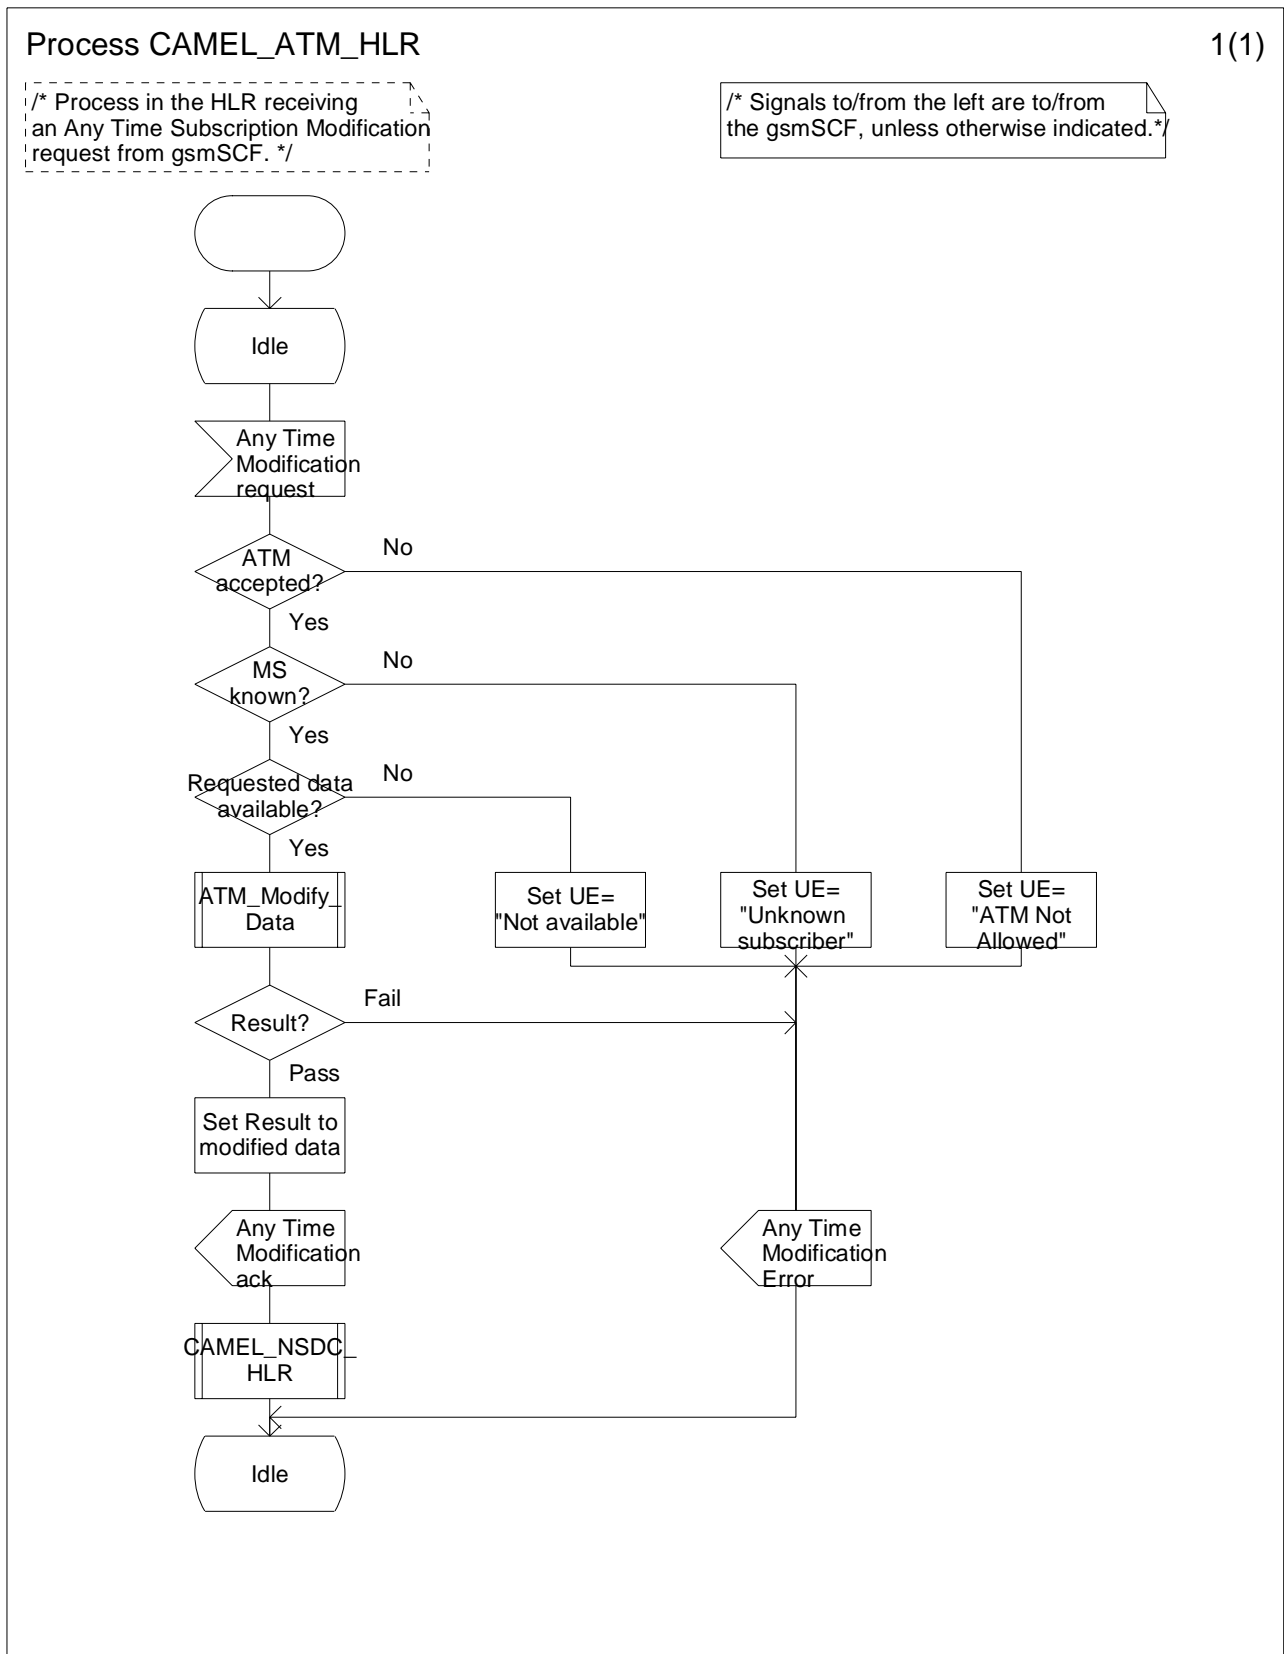 Process CAMEL_ATM_HLR
1(1)
/* Process in the HLR receiving
an Any Time Subscription Modification
request from gsmSCF. */
/* Signals to/from the left are to/from
the gsmSCF, unless otherwise indicated.*/
Idle
Any Time
Modification
request
ATM
accepted?
No
Yes
MS
known?
No
Yes
Requested data
available?
No
Yes
ATM_Modify_
Data
Set UE=
"Not available"
Set UE=
"Unknown
subscriber"
Set UE=
"ATM Not
Allowed"
Result?
Fail
Pass
Set Result to
modified data
Any Time
Modification
ack
Any Time
Modification
Error
CAMEL_NSDC_
HLR
Idle